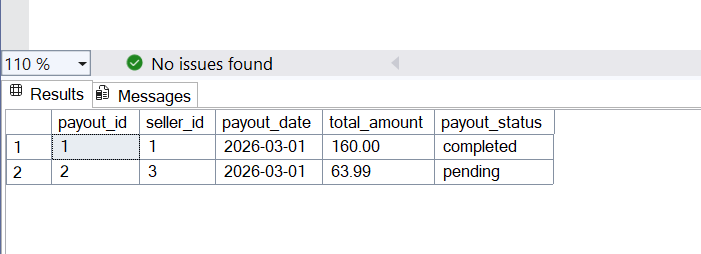 110 % No issues found
Results Messages
payout_id seller_id payout_date total_amount payout_status
1 1 1 2026-03-01 160.00 completed
2 2 3 2026-03-01 63.99 pending